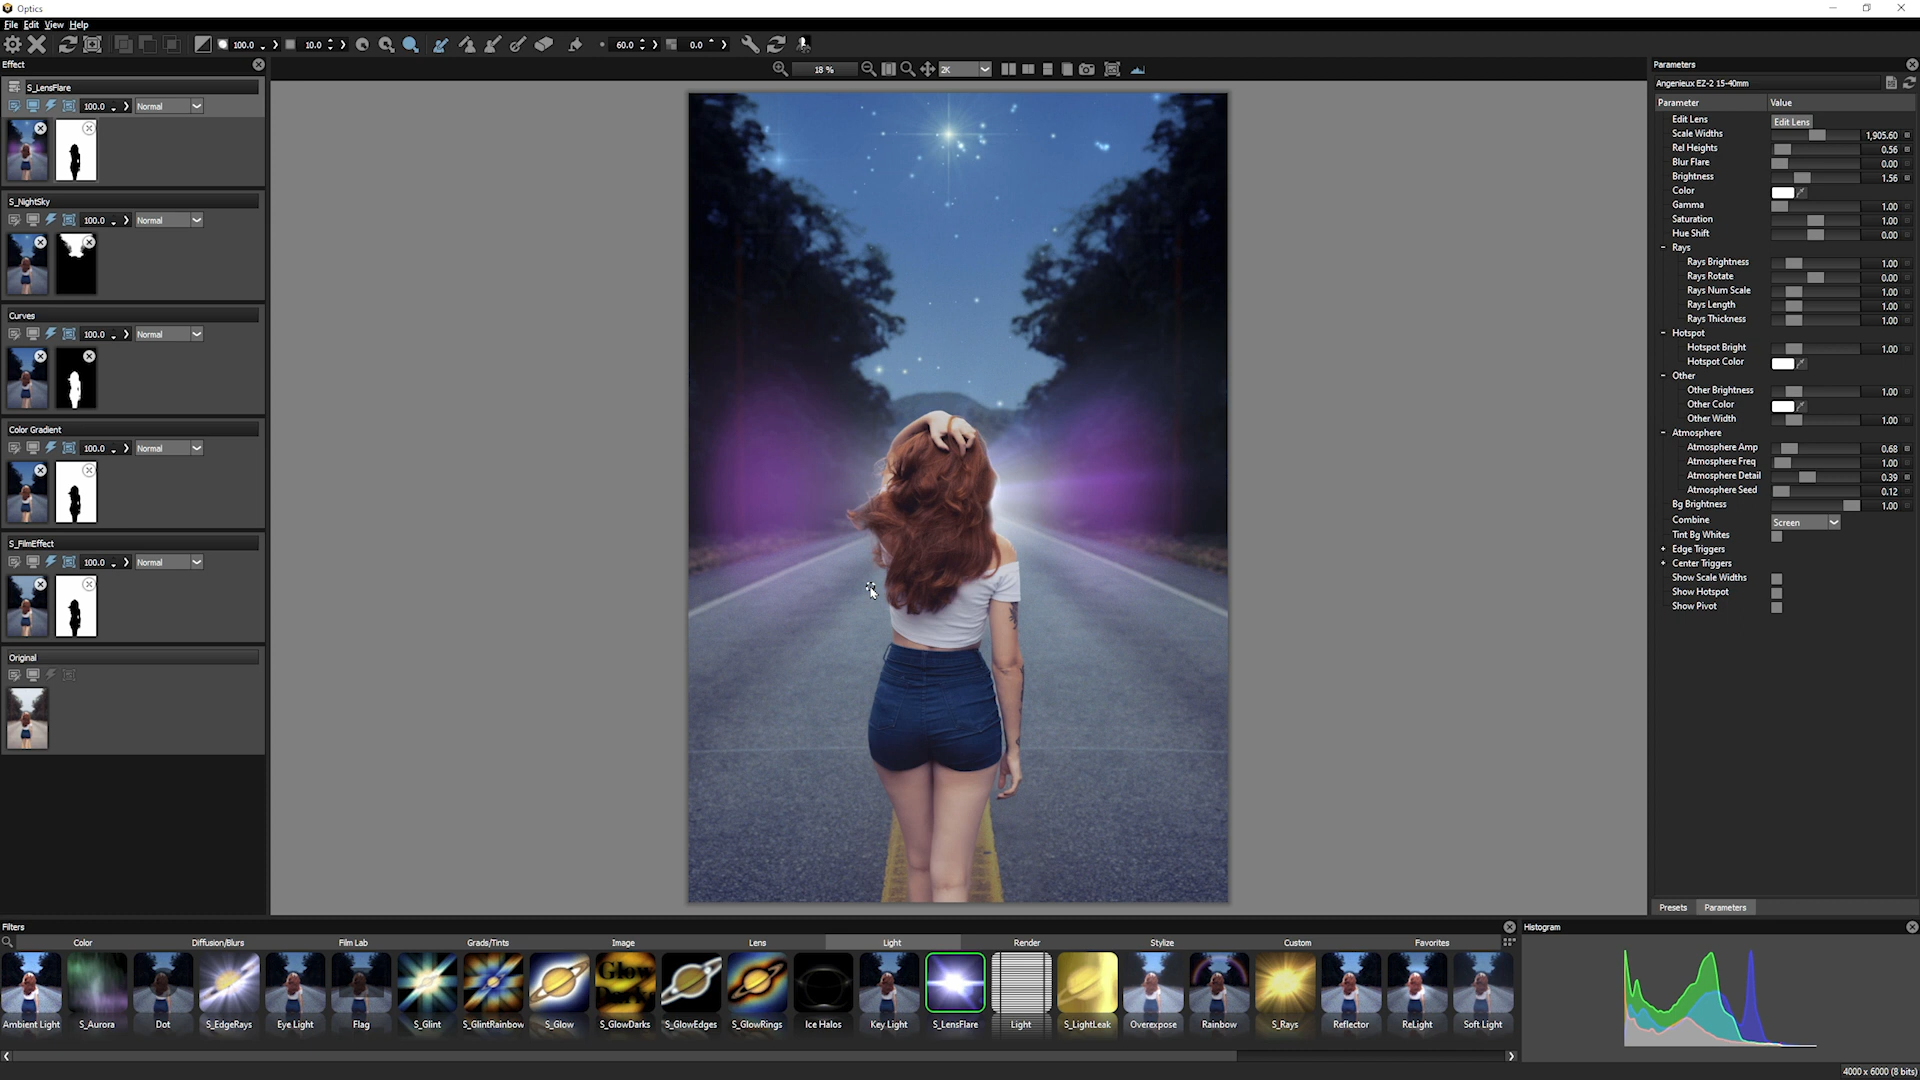 Optics
File Edit View Help
100.0 10.0 60.0 0.0
Effect
18 % 2K
Parameters
S_LensFlare
100.0 Normal
S_NightSky
100.0 Normal
Curves
100.0 Normal
Color Gradient
100.0 Normal
S_FilmEffect
100.0 Normal
Original
Angenieux EZ-2 15-40mm
Parameter Value
Edit Lens Edit Lens
Scale Widths 1,905.60
Rel Heights 0.56
Blur Flare 0.00
Brightness 1.56
Color
Gamma 1.00
Saturation 1.00
Hue Shift 0.00
Rays
Rays Brightness 1.00
Rays Rotate 0.00
Rays Num Scale 1.00
Rays Length 1.00
Rays Thickness 1.00
Hotspot
Hotspot Bright 1.00
Hotspot Color
Other
Other Brightness 1.00
Other Color
Other Width 1.00
Atmosphere
Atmosphere Amp 0.68
Atmosphere Freq 1.00
Atmosphere Detail 0.39
Atmosphere Seed 0.12
Bg Brightness 1.00
Combine Screen
Tint Bg Whites
Edge Triggers
Center Triggers
Show Scale Widths
Show Hotspot
Show Pivot
Presets Parameters
Filters
Histogram
Color Diffusion/Blurs Film Lab Grads/Tints Image Lens Light Render Stylize Custom Favorites
Ambient Light S_Aurora Dot S_EdgeRays Eye Light Flag S_Glint S_GlintRainbow S_Glow S_GlowDarks S_GlowEdges S_GlowRings Ice Halos Key Light S_LensFlare Light S_LightLeak Overexpose Rainbow S_Rays Reflector ReLight Soft Light
4000 x 6000 (8 bits)